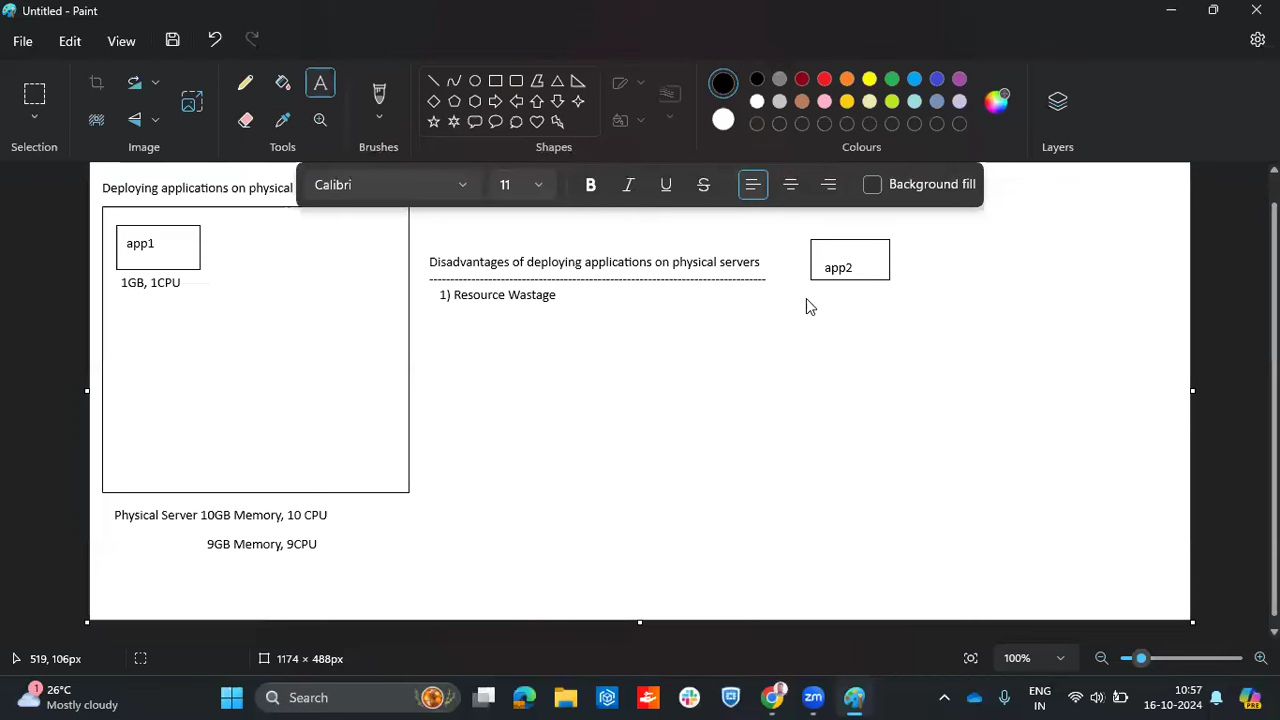 Untitled - Paint
File Edit View
Selection Image Tools Brushes Shapes Colours Layers
Calibri 11 B I U S Background fill
Deploying applications on physical
app1
1GB, 1CPU
Disadvantages of deploying applications on physical servers
--------------------------------------------------------------------------------
1) Resource Wastage
app2
Physical Server 10GB Memory, 10 CPU
9GB Memory, 9CPU
519, 106px 1174 × 488px 100%
1 26°C
Mostly cloudy
Search
zm
ENG
IN
10:57
16-10-2024
PRE